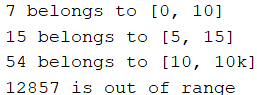 7 belongs to [0, 10]
15 belongs to [5, 15]
54 belongs to [10, 10k]
12857 is out of range